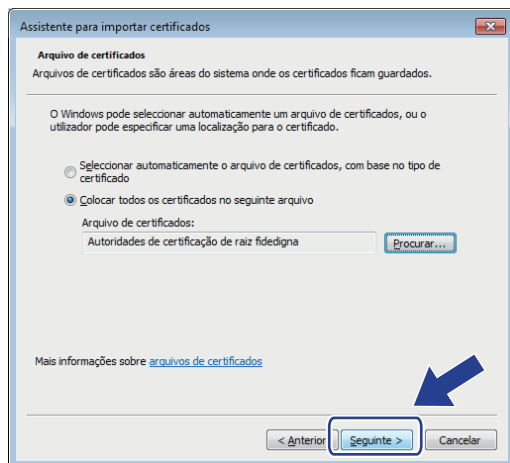 Assistente para importar certificados
Arquivo de certificados
Arquivos de certificados são áreas do sistema onde os certificados ficam guardados.
O Windows pode seleccionar automaticamente um arquivo de certificados, ou o
utilizador pode especificar uma localização para o certificado.
Seleccionar automaticamente o arquivo de certificados, com base no tipo de
certificado
Colocar todos os certificados no seguinte arquivo
Arquivo de certificados:
Autoridades de certificação de raiz fidedigna
Procurar...
Mais informações sobre arquivos de certificados
< Anterior
Seguinte >
Cancelar